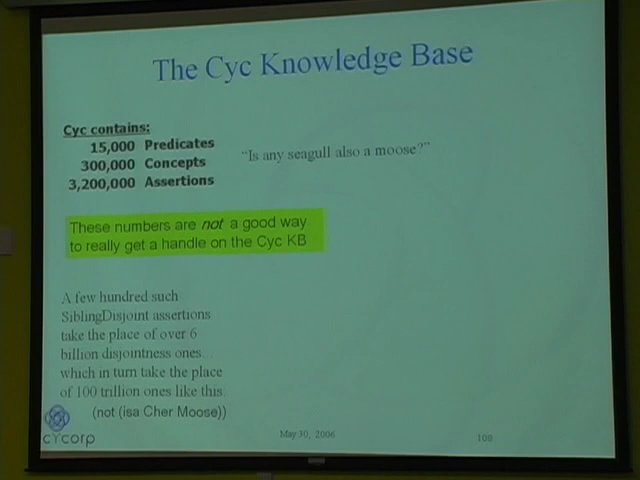 The Cyc Knowledge Base
Cyc contains:
15,000 Predicates
300,000 Concepts
3,200,000 Assertions
"Is any seagull also a moose?"
These numbers are not a good way
to really get a handle on the Cyc KB
A few hundred such
SiblingDisjoint assertions
take the place of over 6
billion disjointness ones...
which in turn take the place
of 100 trillion ones like this:
(not (isa Cher Moose))
cycorp
May 30, 2006
108